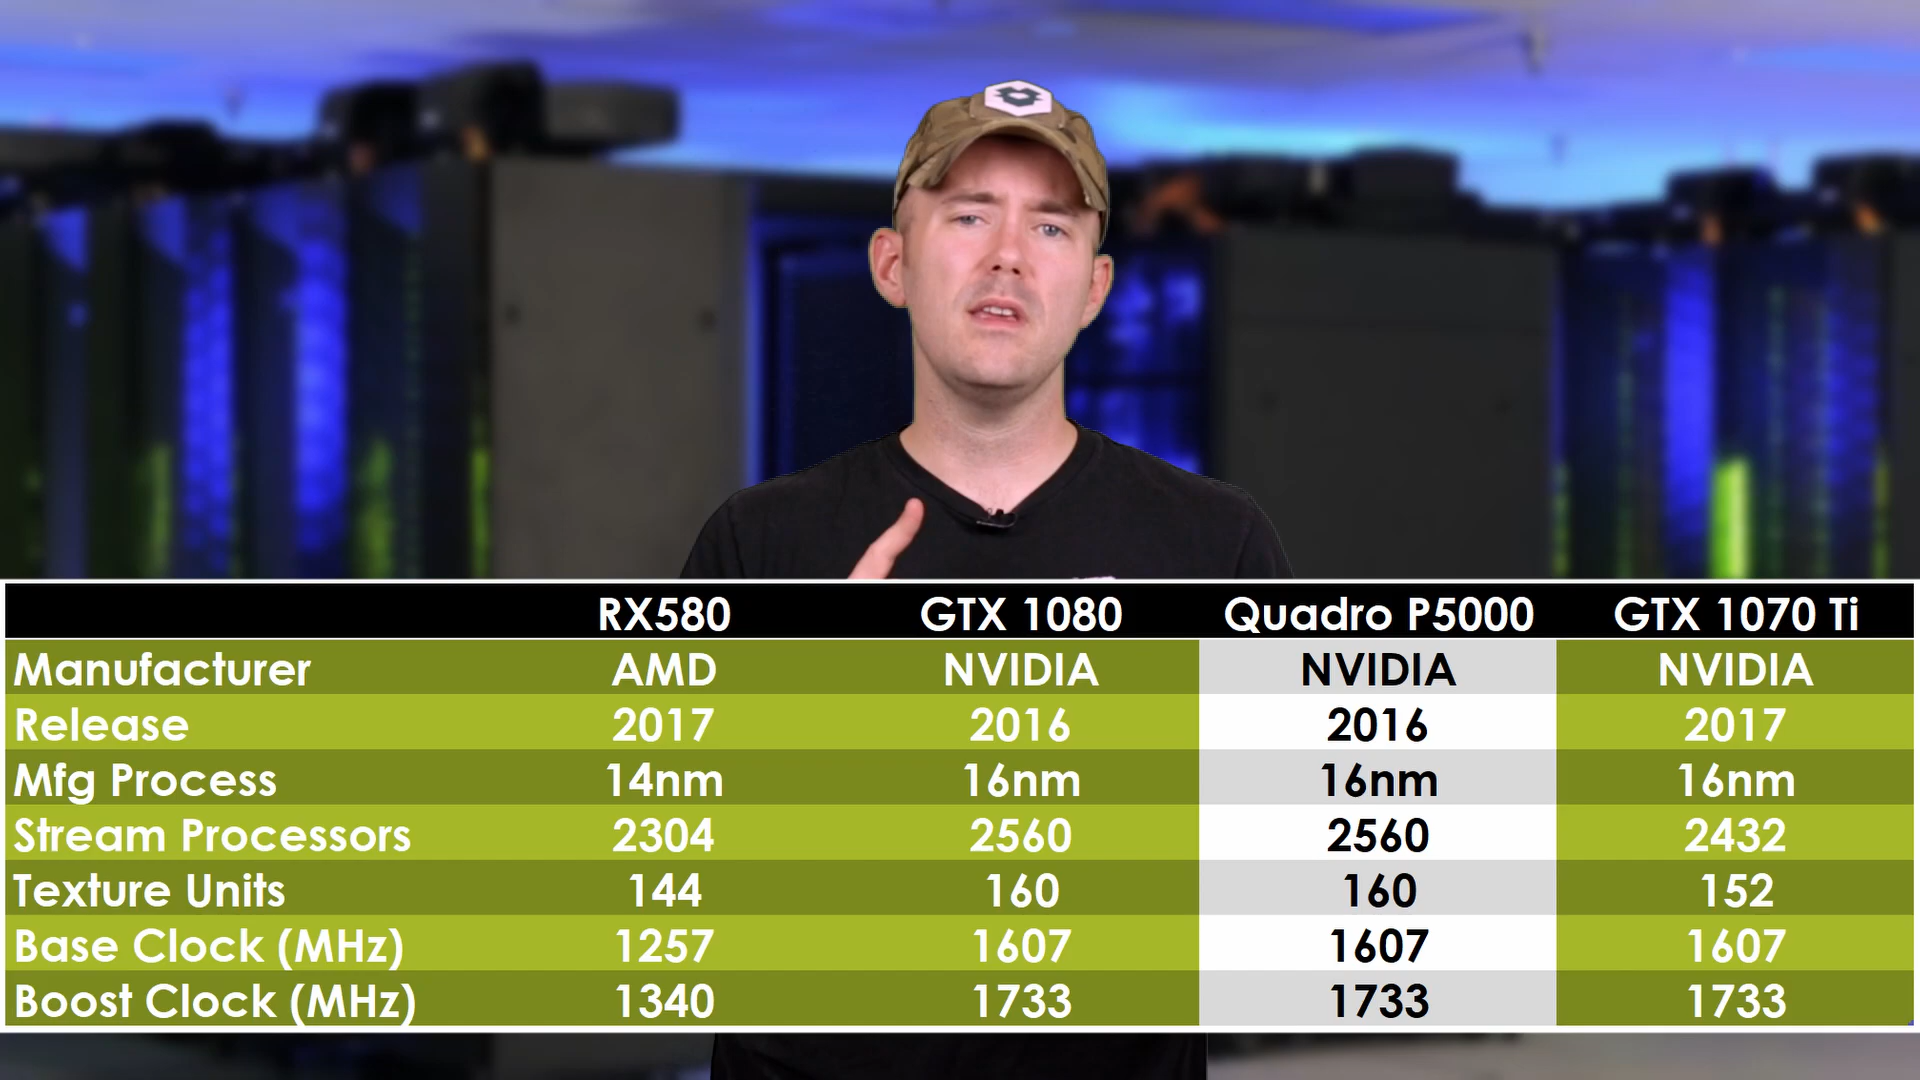 RX580 GTX 1080 Quadro P5000 GTX 1070 Ti
Manufacturer AMD NVIDIA NVIDIA NVIDIA
Release 2017 2016 2016 2017
Mfg Process 14nm 16nm 16nm 16nm
Stream Processors 2304 2560 2560 2432
Texture Units 144 160 160 152
Base Clock (MHz) 1257 1607 1607 1607
Boost Clock (MHz) 1340 1733 1733 1733